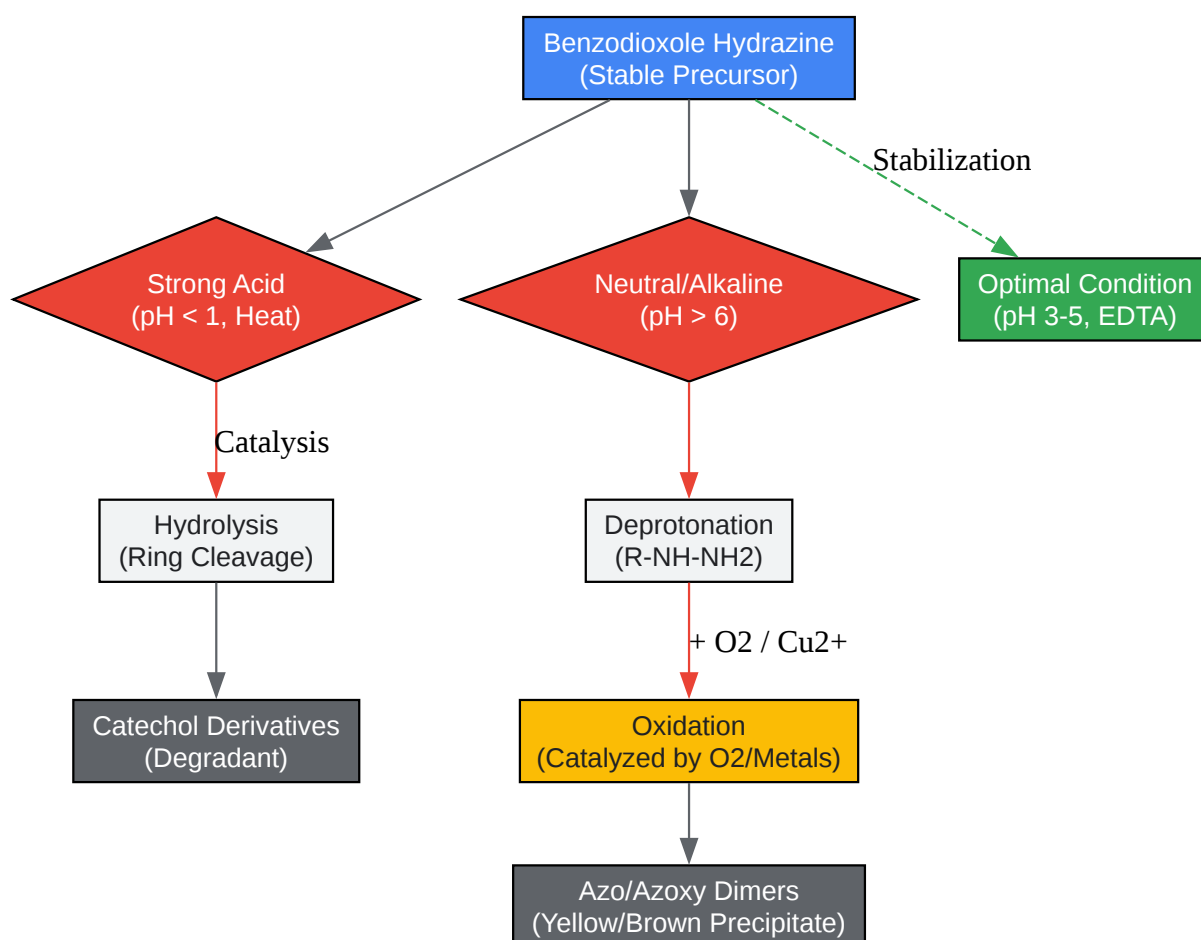 Benzodioxole Hydrazine
(Stable Precursor)
Stabilization
Strong Acid
(pH < 1, Heat)
Neutral/Alkaline
(pH > 6)
Optimal Condition
(pH 3-5, EDTA)
Catalysis
Hydrolysis
(Ring Cleavage)
Deprotonation
(R-NH-NH2)
+ O2 / Cu2+
Catechol Derivatives
(Degradant)
Oxidation
(Catalyzed by O2/Metals)
Azo/Azoxy Dimers
(Yellow/Brown Precipitate)